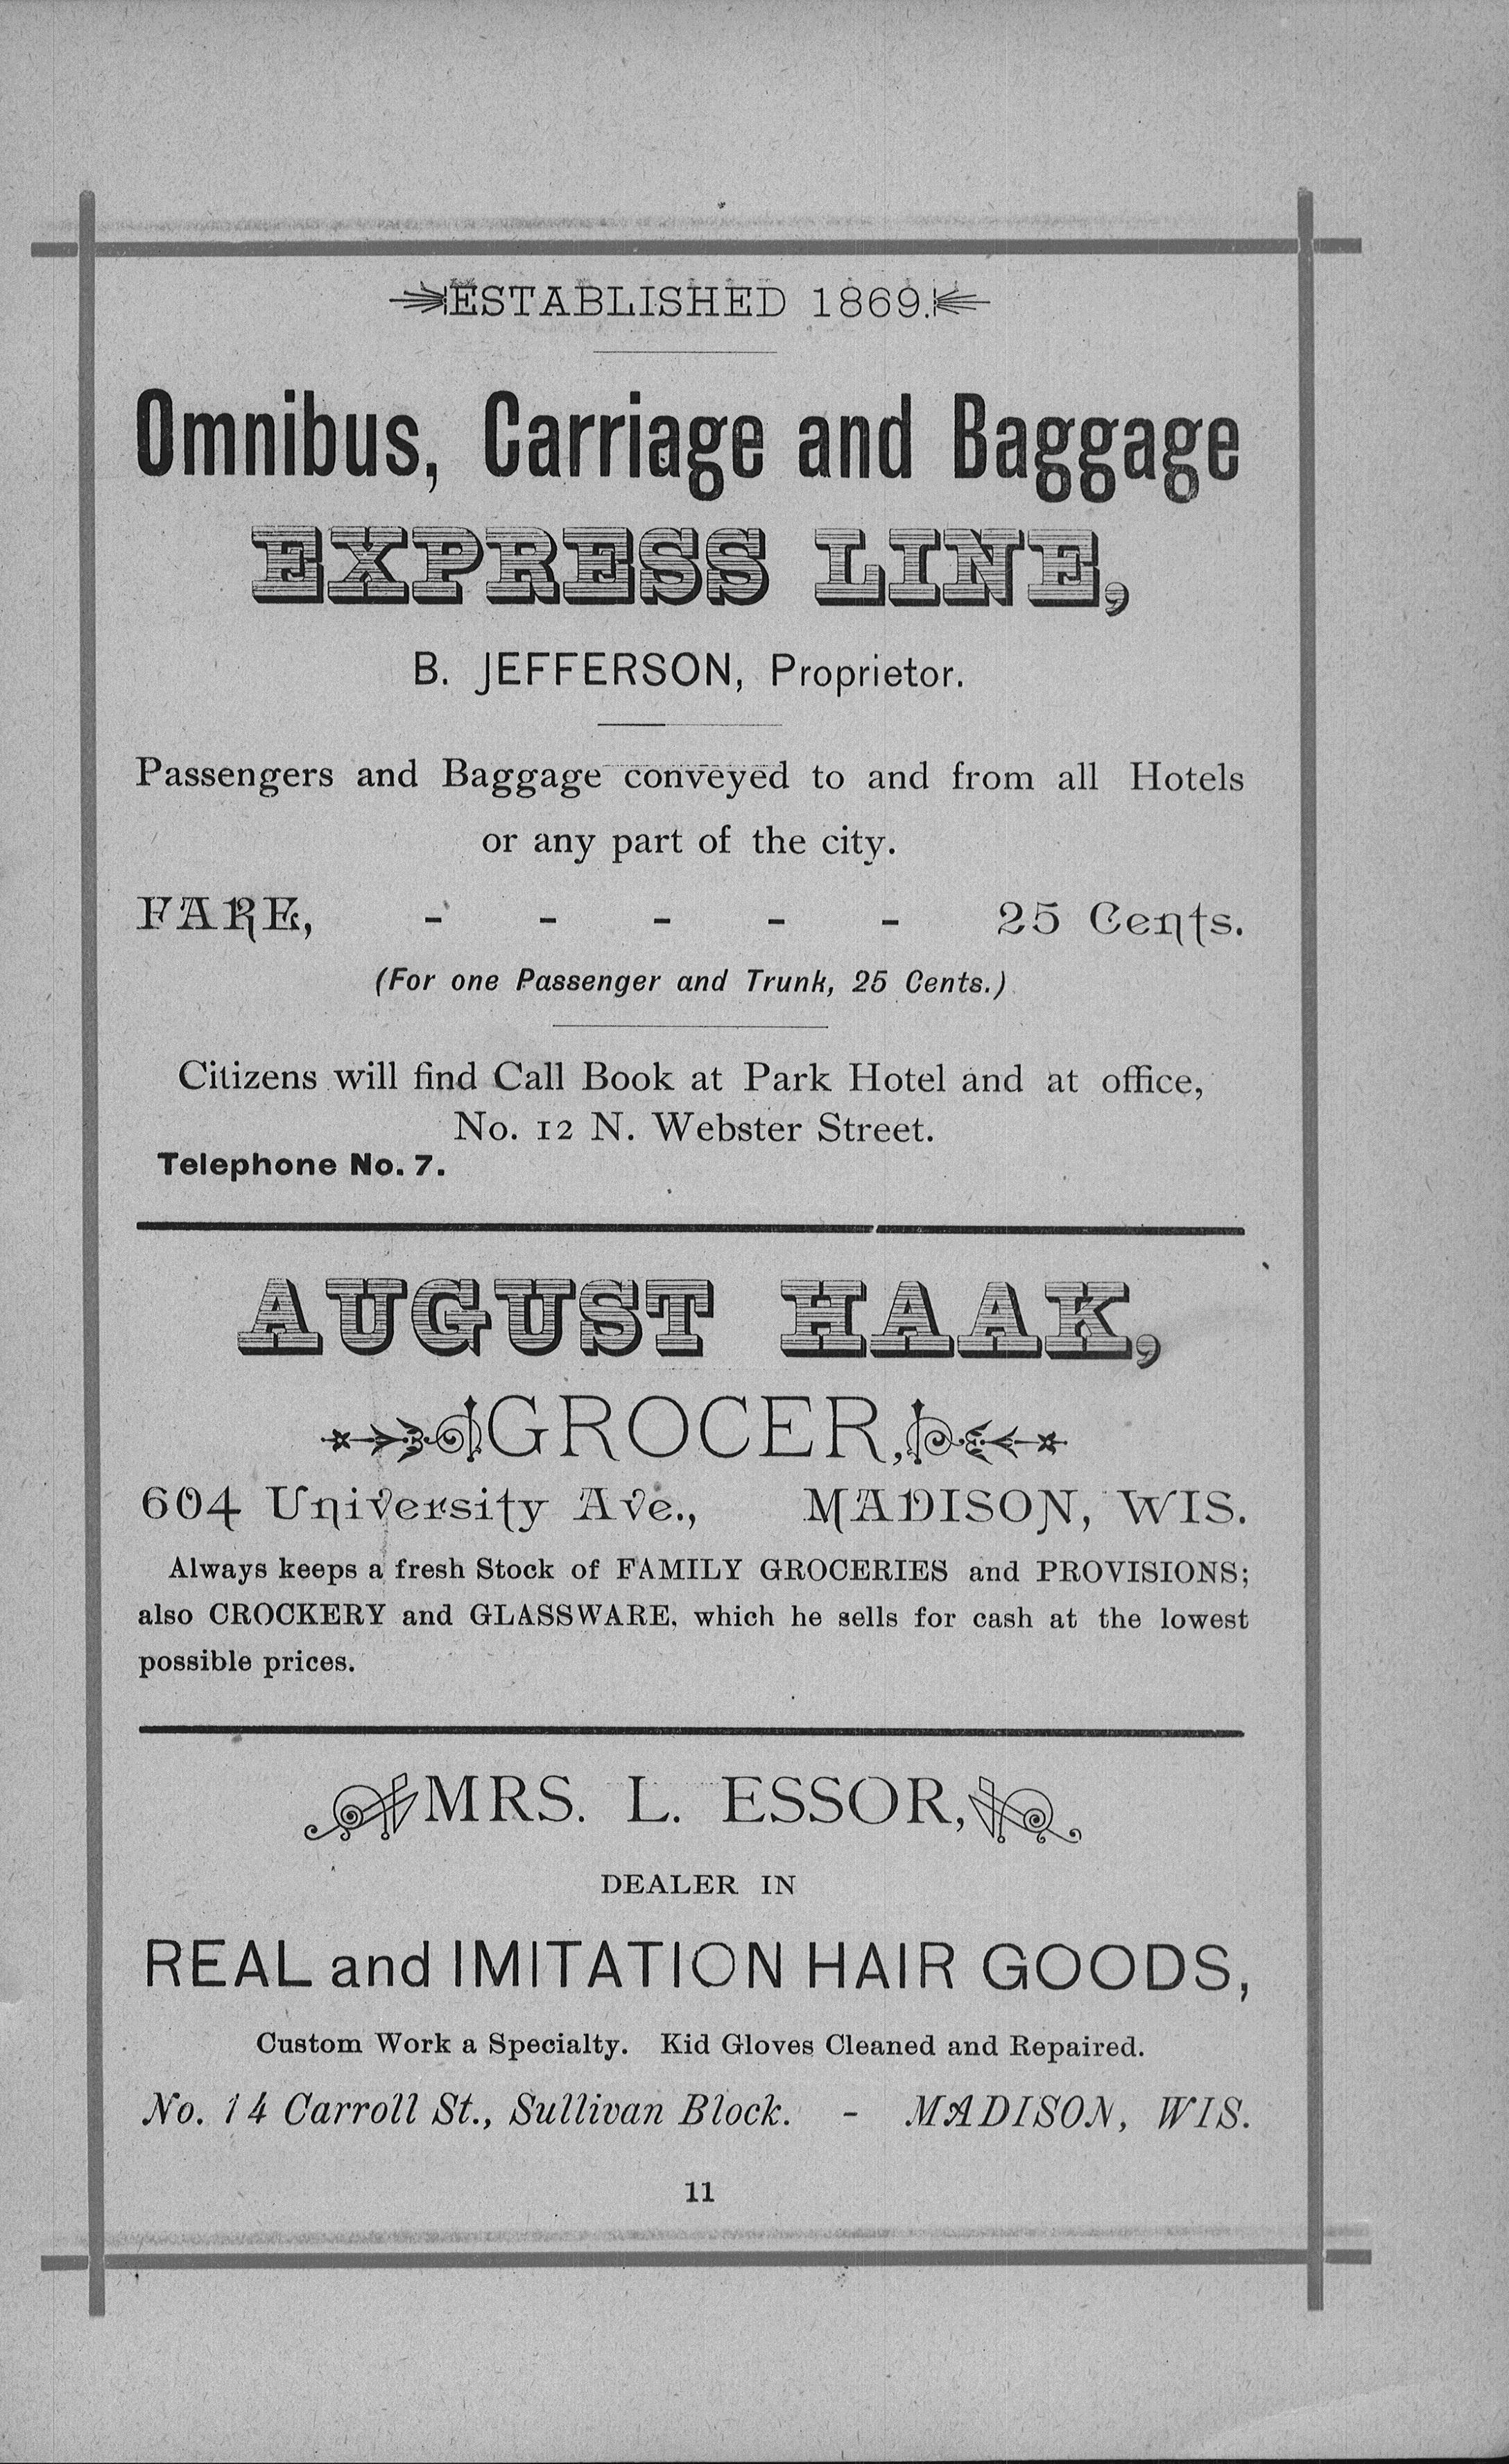 ESTABLISHED 1869.
Omnibus, Carriage and Baggage
EXPRESS LINE,
B. JEFFERSON, Proprietor.
Passengers and Baggage conveyed to and from all Hotels
or any part of the city.
FARE, - - - - - 25 Cents.
(For one Passenger and Trunk, 25 Cents.)
Citizens will find Call Book at Park Hotel and at office,
No. 12 N. Webster Street.
Telephone No. 7.
AUGUST HAAK,
GROCER,
604 University Ave., MADISON, WIS.
Always keeps a fresh Stock of FAMILY GROCERIES and PROVISIONS;
also CROCKERY and GLASSWARE, which he sells for cash at the lowest
possible prices.
MRS. L. ESSOR,
DEALER IN
REAL and IMITATION HAIR GOODS,
Custom Work a Specialty. Kid Gloves Cleaned and Repaired.
No. 14 Carroll St., Sullivan Block. - MADISON, WIS.
11